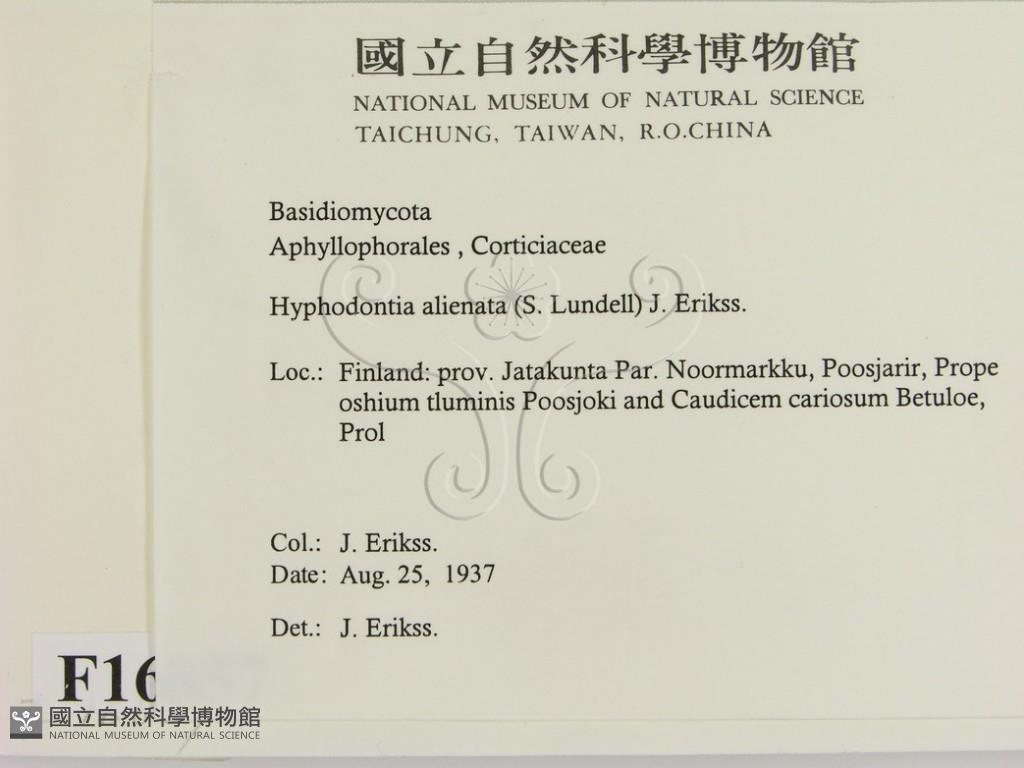 國立自然科學博物館
NATIONAL MUSEUM OF NATURAL SCIENCE
TAICHUNG, TAIWAN, R.O.CHINA
Basidiomycota
Aphyllophorales , Corticiaceae
Hyphodontia alienata (S. Lundell) J. Erikss.
Loc.: Finland: prov. Jatakunta Par. Noormarkku, Poosjarir, Prope
oshium tluminis Poosjoki and Caudicem cariosum Betuloe,
Prol
Col.: J. Erikss.
Date: Aug. 25, 1937
Det.: J. Erikss.
F16
國立自然科學博物館
NATIONAL MUSEUM OF NATURAL SCIENCE